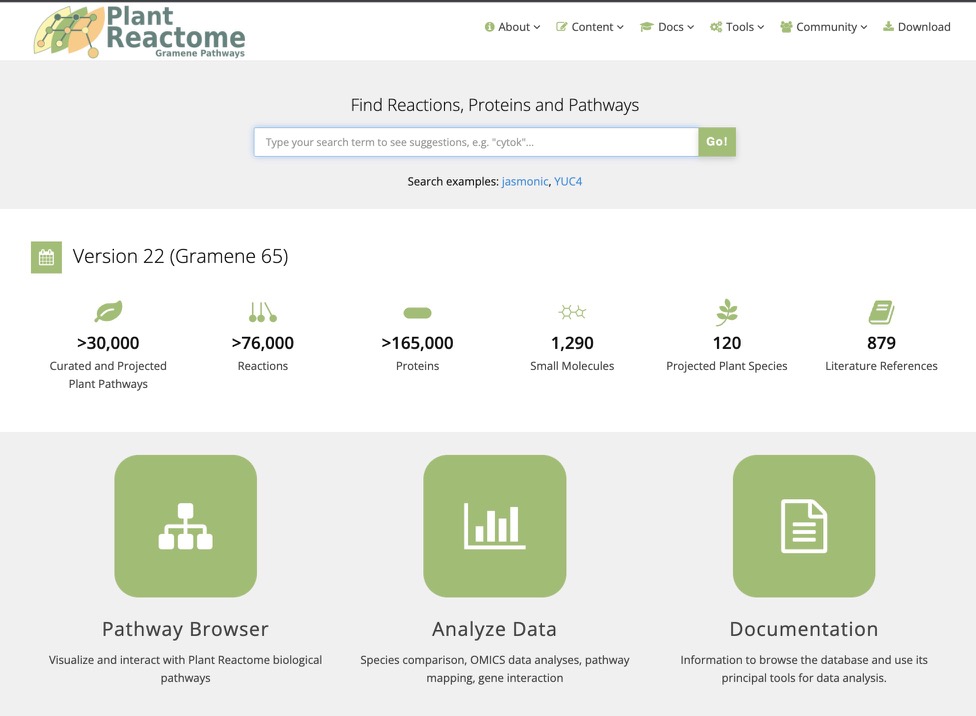 Plant
Reactome
Gramene Pathways
About
Content
Docs
Tools
Community
Download
Find Reactions, Proteins and Pathways
Type your search term to see suggestions, e.g. "cytok"...
Go!
Search examples: jasmonic, YUC4
Version 22 (Gramene 65)
>30,000
Curated and Projected
Plant Pathways
>76,000
Reactions
>165,000
Proteins
1,290
Small Molecules
120
Projected Plant Species
879
Literature References
Pathway Browser
Visualize and interact with Plant Reactome biological
pathways
Analyze Data
Species comparison, OMICS data analyses, pathway
mapping, gene interaction
Documentation
Information to browse the database and use its
principal tools for data analysis.